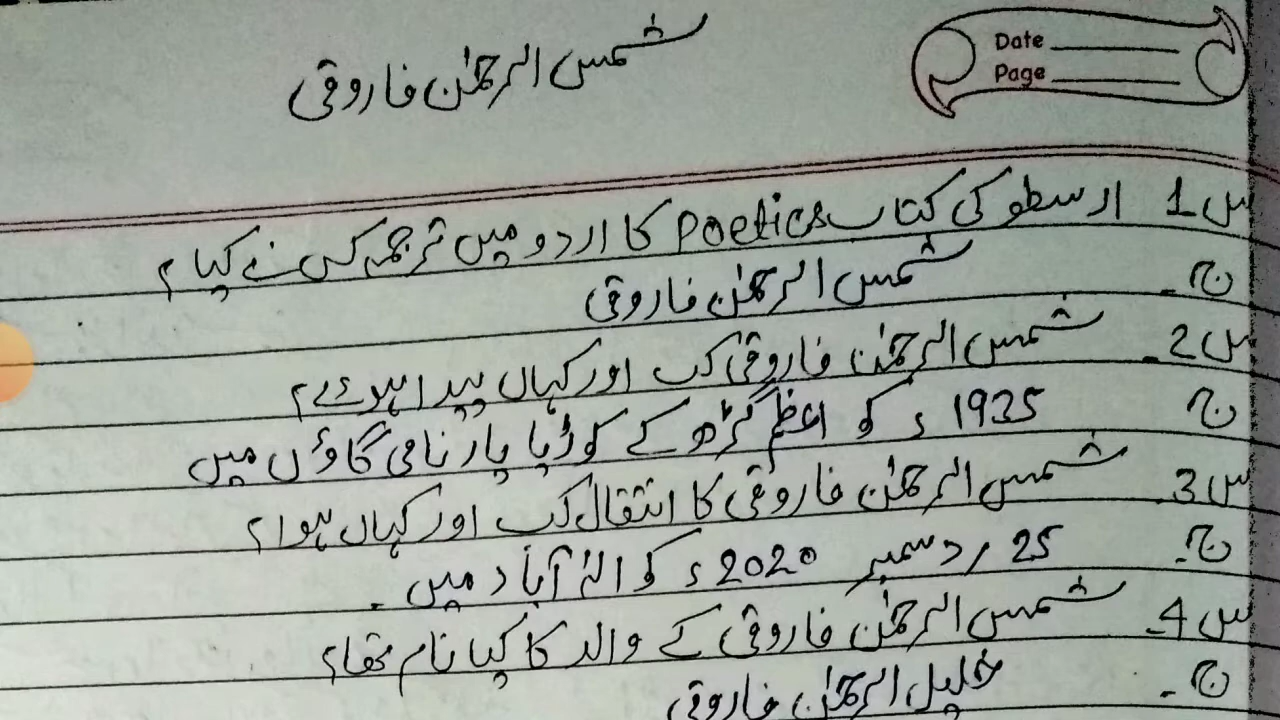 شمس الرحمٰن فاروقی
Date
Page
س 1 ارسطو کی کتاب Poetics کا اردو میں ترجمہ کس نے کیا؟
ج۔ شمس الرحمٰن فاروقی
س 2۔ شمس الرحمٰن فاروقی کب اور کہاں پیدا ہوئے؟
ج 1935ء کو اعظم گڑھ کے کوڑیا پار نامی گاؤں میں
س 3۔ شمس الرحمٰن فاروقی کا انتقال کب اور کہاں ہوا؟
ج۔ 25 ر دسمبر 2020ء کو الہٰ آباد میں۔
س 4۔ شمس الرحمٰن فاروقی کے والد کا کیا نام تھا؟
ج۔ خلیل الرحمٰن فاروقی